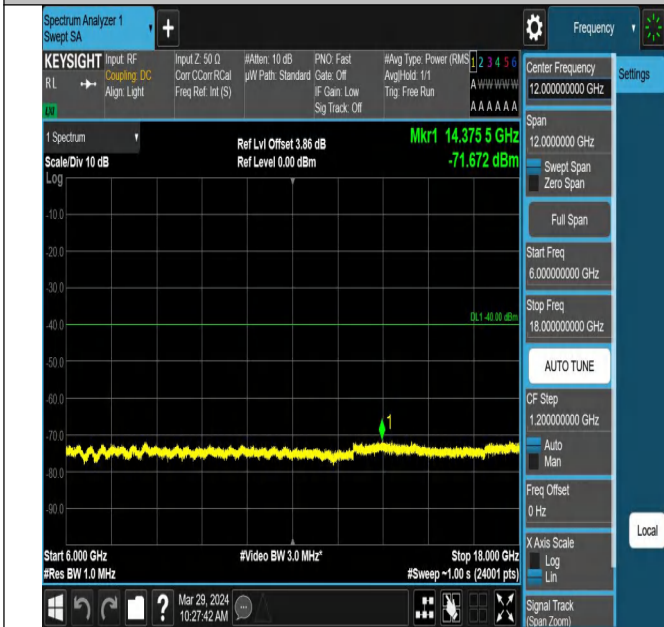 Spectrum Analyzer 1
Swept SA
Frequency
KEYSIGHT
RL
LXI
Input: RF
Coupling: DC
Align: Light
Input Z: 50 Ω
Corr CCorr RCal
Freq Ref: Int (S)
#Atten: 10 dB
µW Path: Standard
PNO: Fast
Gate: Off
IF Gain: Low
Sig Track: Off
#Avg Type: Power (RMS
Avg|Hold: 1/1
Trig: Free Run
1 2 3 4 5 6
A W W W W W
A A A A A A
1 Spectrum
Scale/Div 10 dB
Log
Ref Lvl Offset 3.86 dB
Ref Level 0.00 dBm
Mkr1 14.375 5 GHz
-71.672 dBm
-10.0
-20.0
-30.0
DL1 -40.00 dBm
-40.0
-50.0
-60.0
1
-70.0
-80.0
-90.0
Start 6.000 GHz
#Video BW 3.0 MHz*
Stop 18.000 GHz
#Res BW 1.0 MHz
#Sweep ~1.00 s (24001 pts)
?
Mar 29, 2024
10:27:42 AM
Center Frequency
12.000000000 GHz
Settings
Span
12.0000000 GHz
Swept Span
Zero Span
Full Span
Start Freq
6.000000000 GHz
Stop Freq
18.000000000 GHz
AUTO TUNE
CF Step
1.200000000 GHz
Auto
Man
Freq Offset
0 Hz
Local
X Axis Scale
Log
Lin
Signal Track
(Span Zoom)